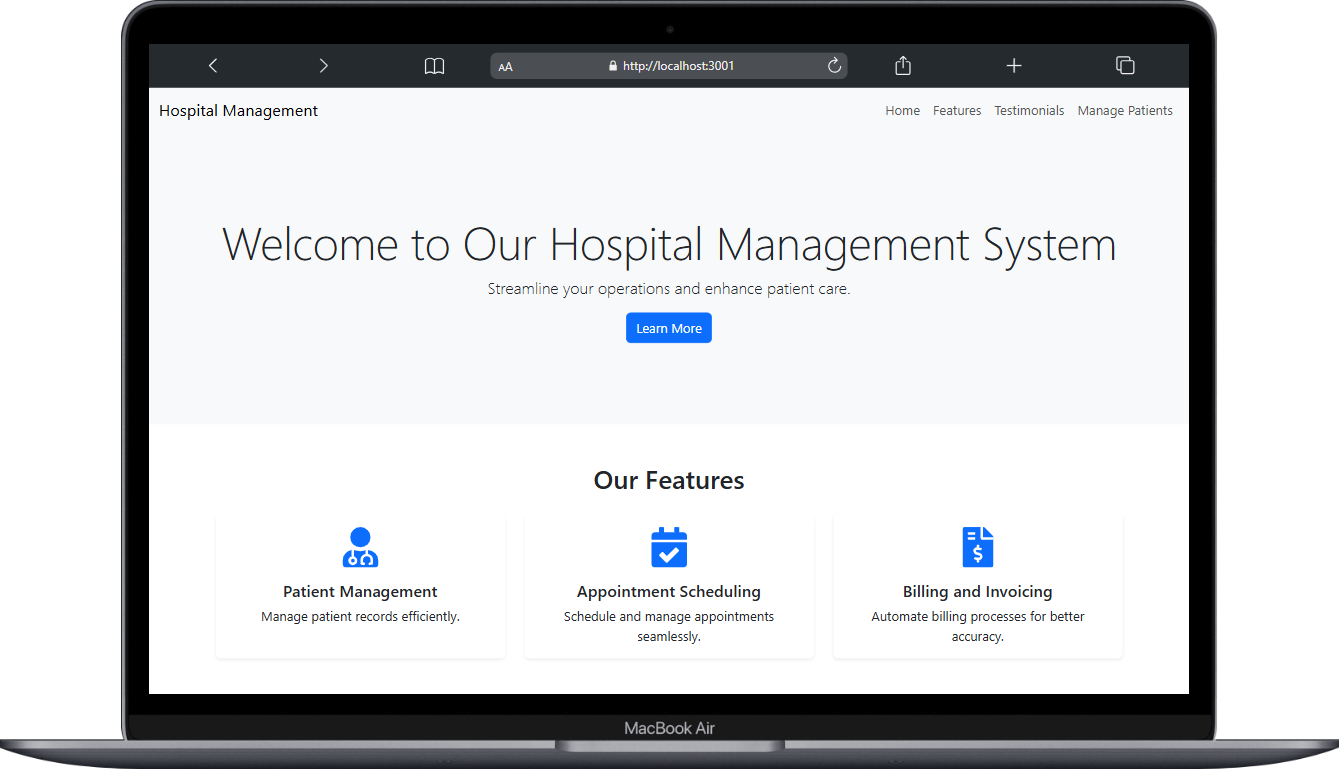 AA http://localhost:3001
Hospital Management Home Features Testimonials Manage Patients
Welcome to Our Hospital Management System
Streamline your operations and enhance patient care.
Learn More
Our Features
Patient Management
Manage patient records efficiently.
Appointment Scheduling
Schedule and manage appointments
seamlessly.
Billing and Invoicing
Automate billing processes for better
accuracy.
MacBook Air